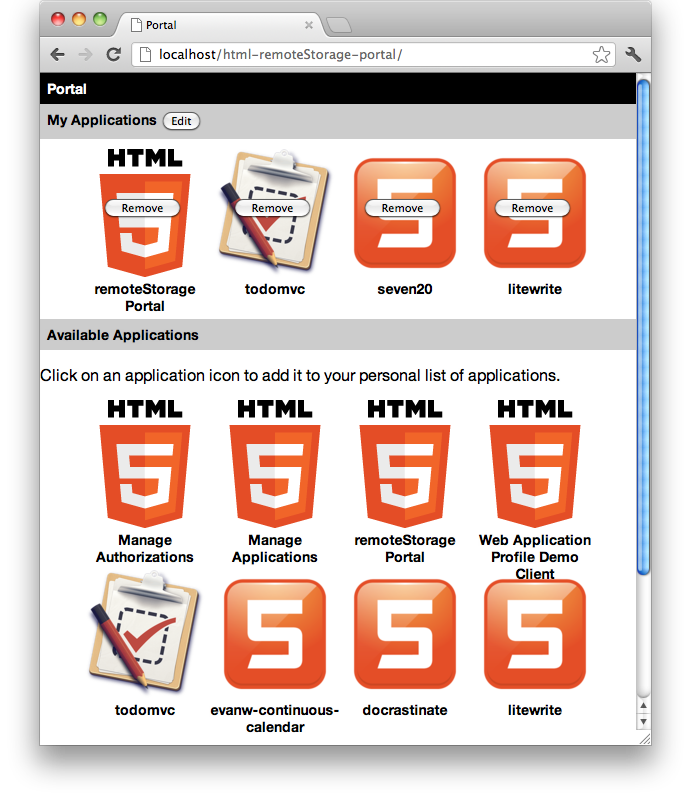 Portal
localhost/html-remoteStorage-portal/
Portal
My Applications Edit
HTML
Remove Remove Remove Remove
remoteStorage todomvc seven20 litewrite
Portal
Available Applications
Click on an application icon to add it to your personal list of applications.
HTML HTML HTML HTML
Manage Manage remoteStorage Web Application
Authorizations Applications Portal Profile Demo
Client
todomvc evanw-continuous- docrastinate litewrite
calendar